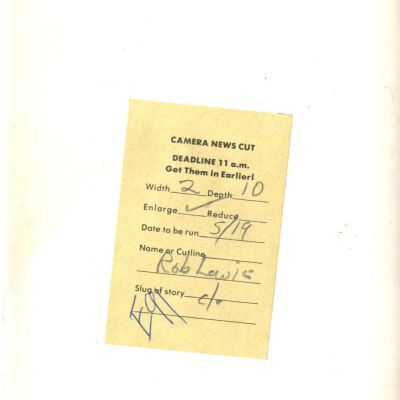 CAMERA NEWS CUT
DEADLINE 11 a.m.
Get Them in Earlier!
Width 2 Depth 10
Enlarge ✓ Reduce
Date to be run 5/19
Name or Cutline
Rob Lewis
Slug of story c/o